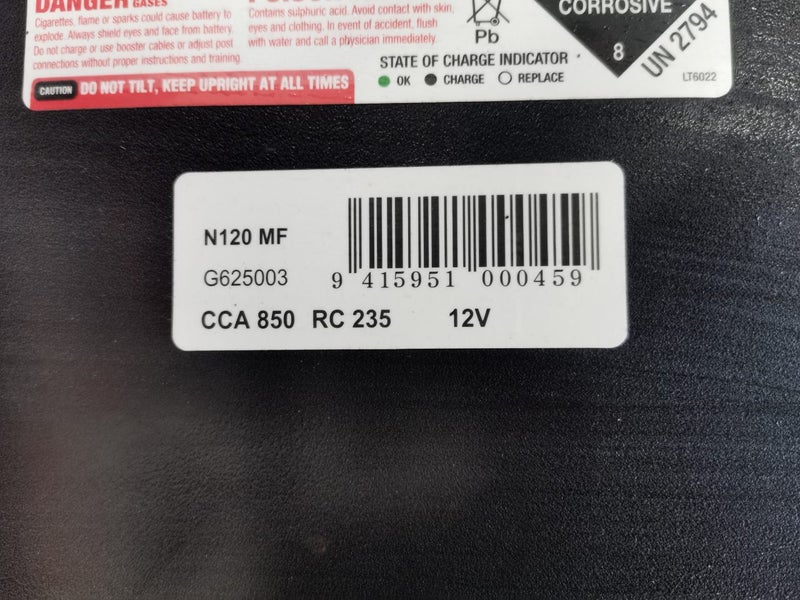 DANGER GASES
Cigarettes, flame or sparks could cause battery to
explode. Always shield eyes and face from battery.
Do not charge or use booster cables or adjust post
connections without proper instructions and training.
Contains sulphuric acid. Avoid contact with skin,
eyes and clothing. In event of accident, flush
with water and call a physician immediately.
Pb
CORROSIVE
8
UN 2794
STATE OF CHARGE INDICATOR
OK CHARGE REPLACE
LT6022
CAUTION DO NOT TILT, KEEP UPRIGHT AT ALL TIMES
N120 MF
G625003
9 415951 000459
CCA 850 RC 235 12V